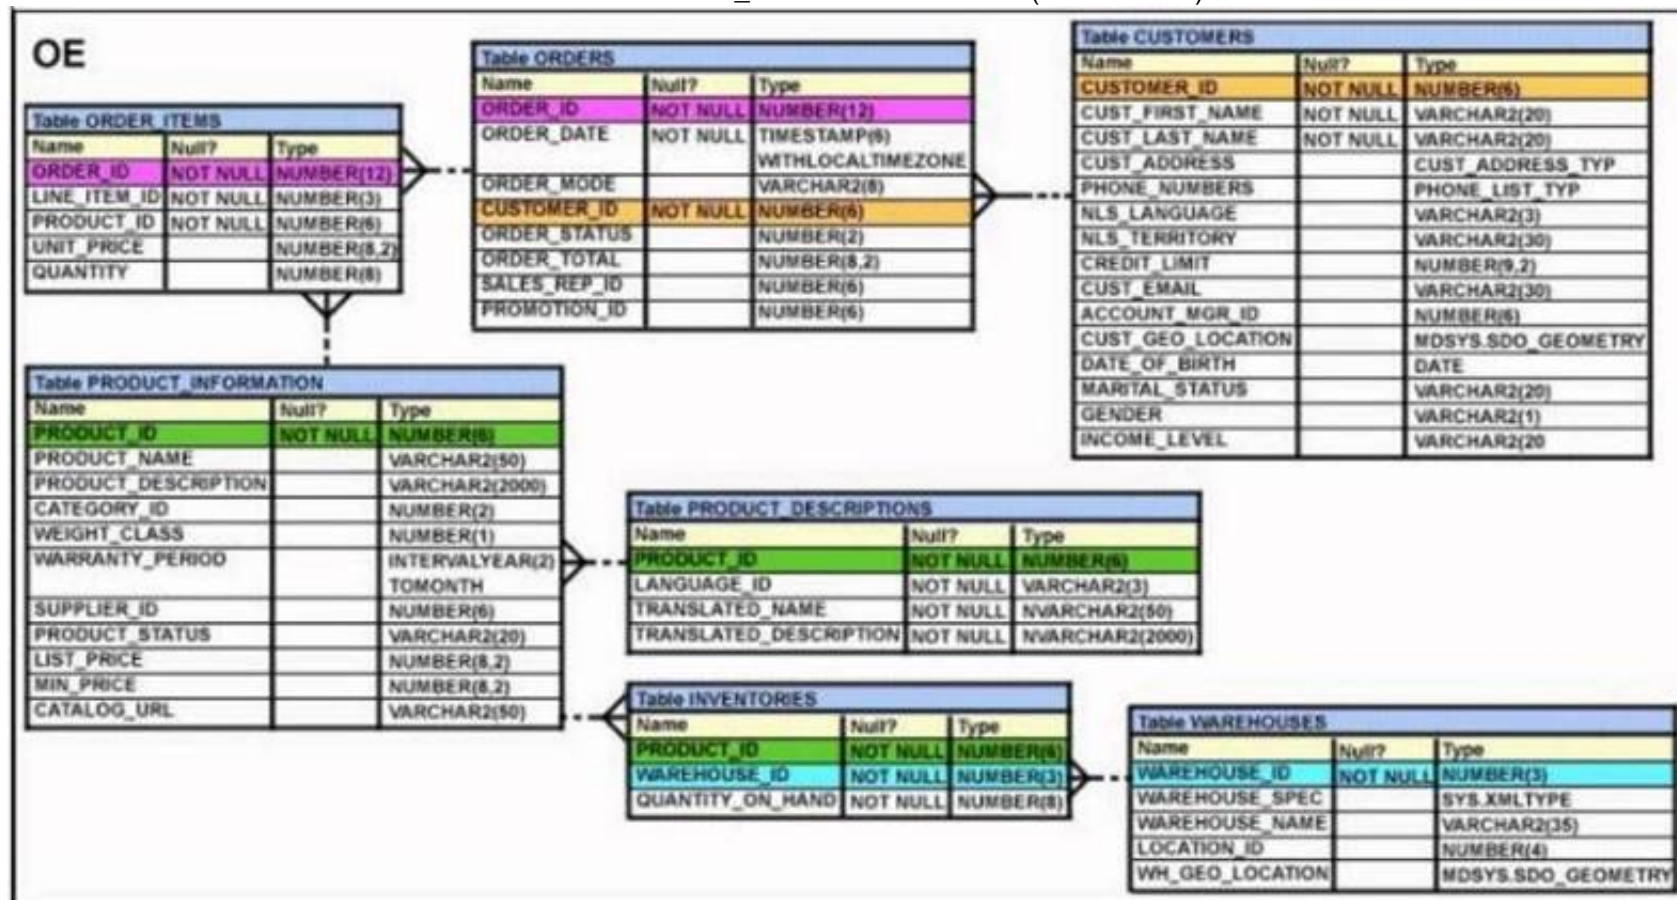 OE
Table ORDER_ITEMS
Name Null? Type
ORDER_ID NOT NULL NUMBER(12)
LINE_ITEM_ID NOT NULL NUMBER(3)
PRODUCT_ID NOT NULL NUMBER(6)
UNIT_PRICE NUMBER(8,2)
QUANTITY NUMBER(8)
Table ORDERS
Name Null? Type
ORDER_ID NOT NULL NUMBER(12)
ORDER_DATE NOT NULL TIMESTAMP(6)
WITHLOCALTIMEZONE
ORDER_MODE VARCHAR2(8)
CUSTOMER_ID NOT NULL NUMBER(6)
ORDER_STATUS NUMBER(2)
ORDER_TOTAL NUMBER(8,2)
SALES_REP_ID NUMBER(6)
PROMOTION_ID NUMBER(6)
Table CUSTOMERS
Name Null? Type
CUSTOMER_ID NOT NULL NUMBER(6)
CUST_FIRST_NAME NOT NULL VARCHAR2(20)
CUST_LAST_NAME NOT NULL VARCHAR2(20)
CUST_ADDRESS CUST_ADDRESS_TYP
PHONE_NUMBERS PHONE_LIST_TYP
NLS_LANGUAGE VARCHAR2(3)
NLS_TERRITORY VARCHAR2(30)
CREDIT_LIMIT NUMBER(9,2)
CUST_EMAIL VARCHAR2(30)
ACCOUNT_MGR_ID NUMBER(6)
CUST_GEO_LOCATION MDSYS.SDO_GEOMETRY
DATE_OF_BIRTH DATE
MARITAL_STATUS VARCHAR2(20)
GENDER VARCHAR2(1)
INCOME_LEVEL VARCHAR2(20
Table PRODUCT_INFORMATION
Name Null? Type
PRODUCT_ID NOT NULL NUMBER(6)
PRODUCT_NAME VARCHAR2(50)
PRODUCT_DESCRIPTION VARCHAR2(2000)
CATEGORY_ID NUMBER(2)
WEIGHT_CLASS NUMBER(1)
WARRANTY_PERIOD INTERVALYEAR(2)
TOMONTH
SUPPLIER_ID NUMBER(6)
PRODUCT_STATUS VARCHAR2(20)
LIST_PRICE NUMBER(8,2)
MIN_PRICE NUMBER(8,2)
CATALOG_URL VARCHAR2(50)
Table PRODUCT_DESCRIPTIONS
Name Null? Type
PRODUCT_ID NOT NULL NUMBER(6)
LANGUAGE_ID NOT NULL VARCHAR2(3)
TRANSLATED_NAME NOT NULL NVARCHAR2(50)
TRANSLATED_DESCRIPTION NOT NULL NVARCHAR2(2000)
Table INVENTORIES
Name Null? Type
PRODUCT_ID NOT NULL NUMBER(6)
WAREHOUSE_ID NOT NULL NUMBER(3)
QUANTITY_ON_HAND NOT NULL NUMBER(8)
Table WAREHOUSES
Name Null? Type
WAREHOUSE_ID NOT NULL NUMBER(3)
WAREHOUSE_SPEC SYS.XMLTYPE
WAREHOUSE_NAME VARCHAR2(35)
LOCATION_ID NUMBER(4)
WH_GEO_LOCATION MDSYS.SDO_GEOMETRY